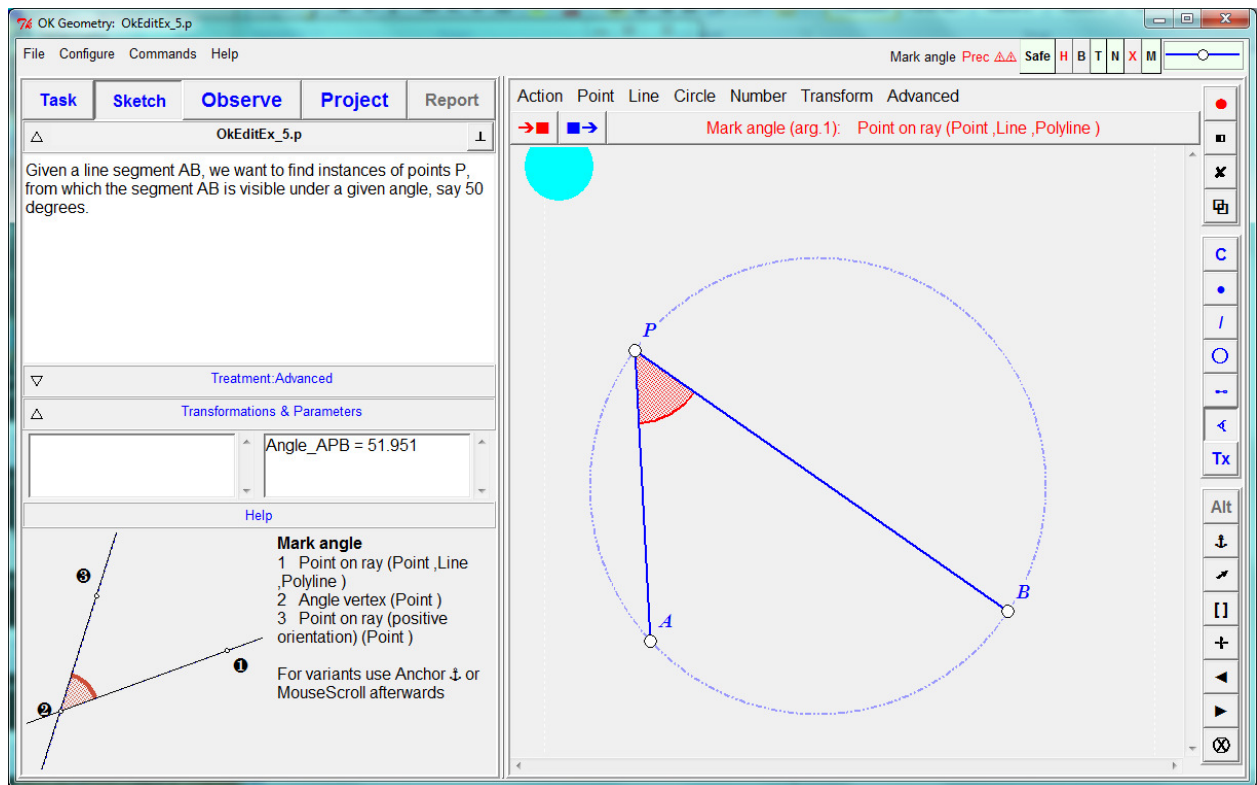 OK Geometry: OkEditEx_5.p
File Configure Commands Help
Mark angle Prec ⚠⚠ Safe H B T N X M
Task Sketch Observe Project Report
Action Point Line Circle Number Transform Advanced
OkEditEx_5.p
Mark angle (arg.1): Point on ray (Point ,Line ,Polyline )
Given a line segment AB, we want to find instances of points P,
from which the segment AB is visible under a given angle, say 50
degrees.
P
A
B
Treatment:Advanced
Transformations & Parameters
Angle_APB = 51.951
Help
Mark angle
1 Point on ray (Point ,Line
,Polyline )
2 Angle vertex (Point )
3 Point on ray (positive
orientation) (Point )
For variants use Anchor ⚓ or
MouseScroll afterwards
❸
❶
❷
C
Tx
Alt
[ ]